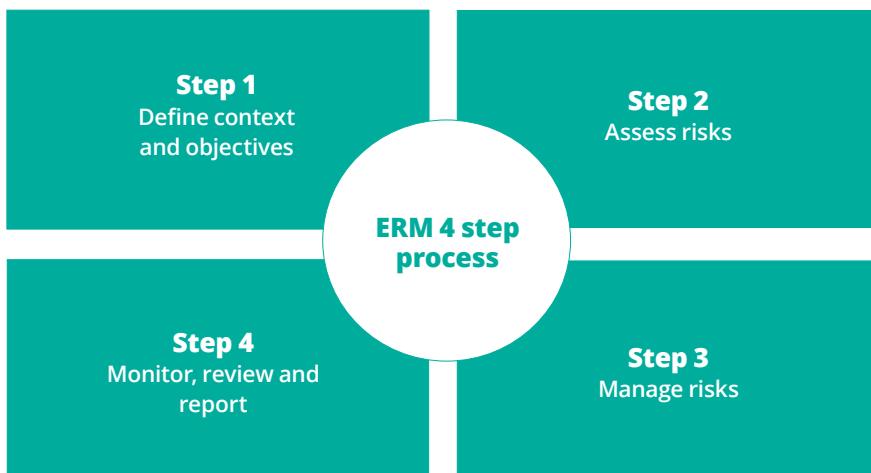 Step 1
Define context
and objectives
Step 2
Assess risks
ERM 4 step
process
Step 4
Monitor, review and
report
Step 3
Manage risks